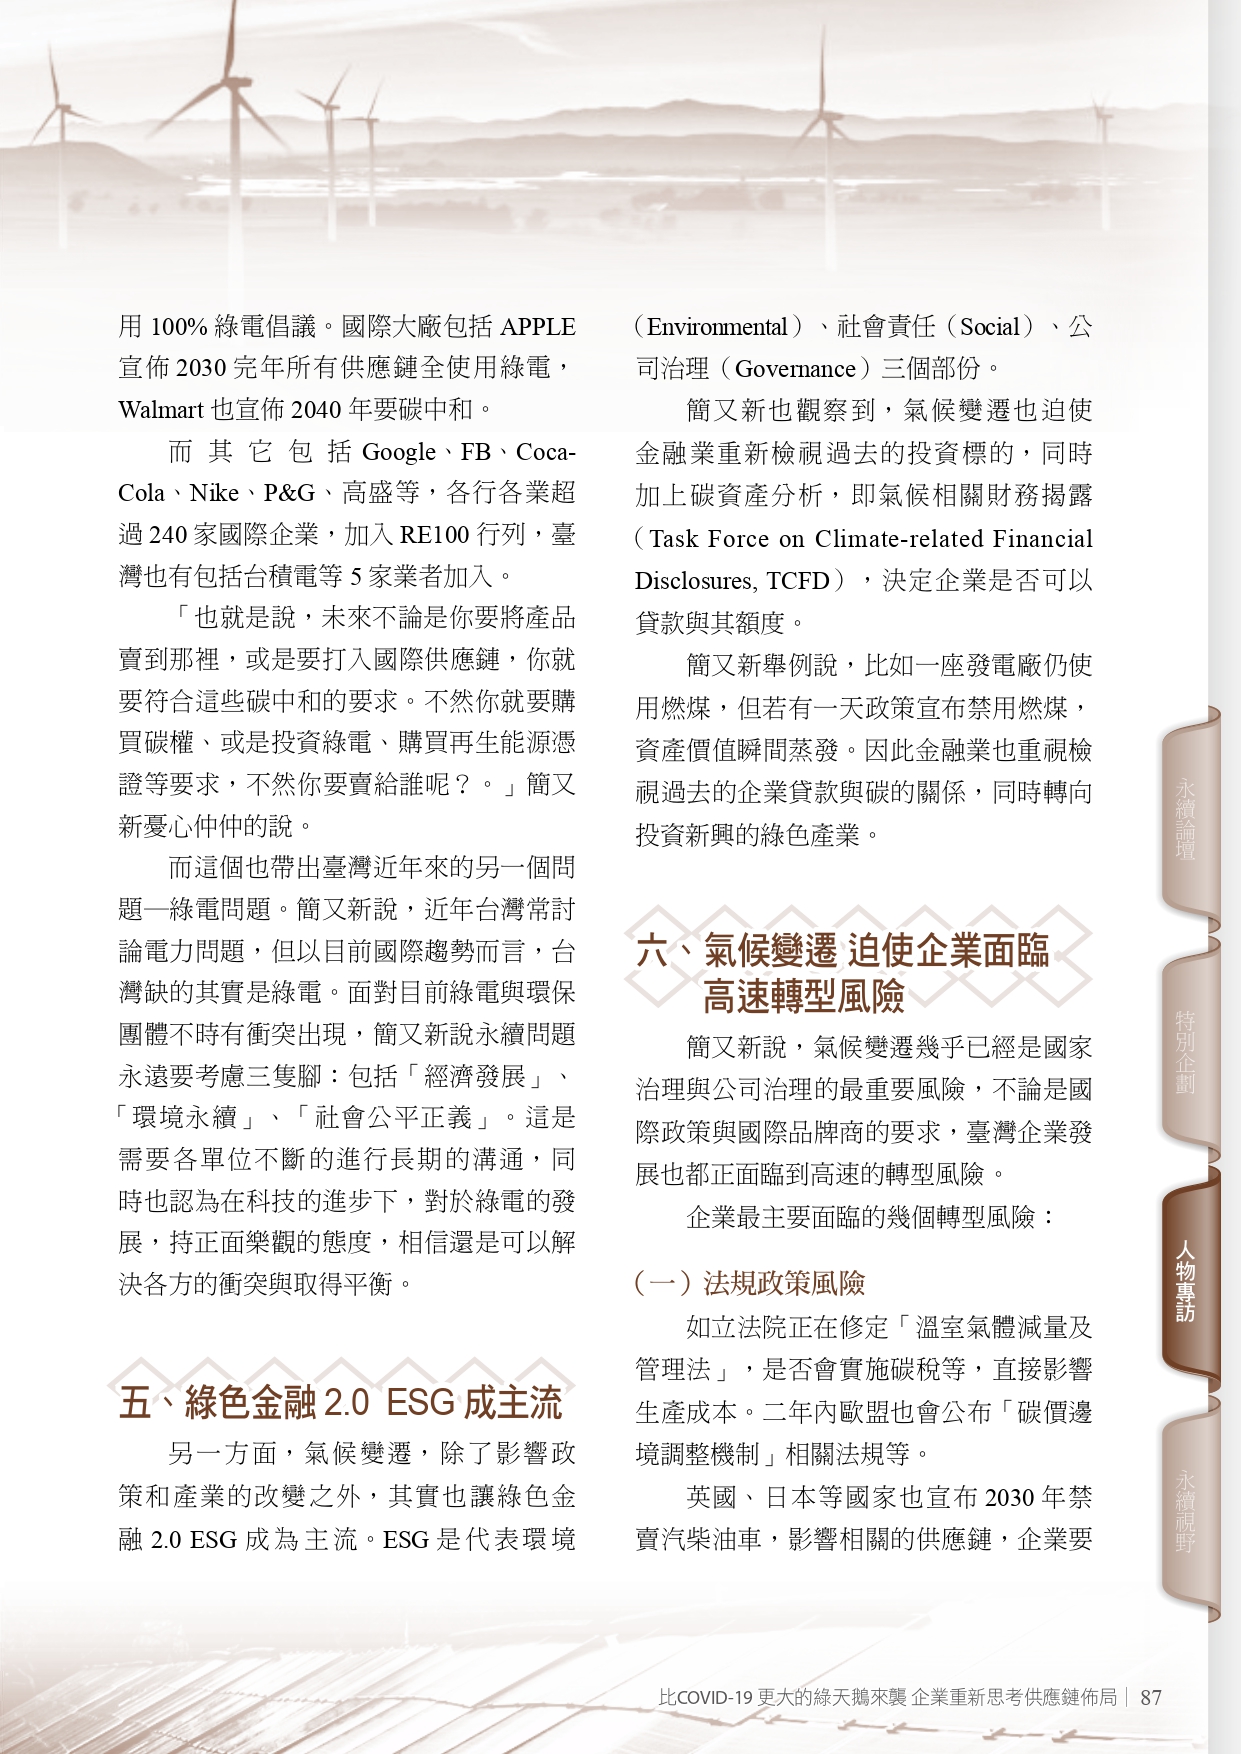 用 100% 綠電倡議。國際大廠包括 APPLE
宣佈 2030 完年所有供應鏈全使用綠電，
Walmart 也宣佈 2040 年要碳中和。
而其它包括 Google、FB、Coca-
Cola、Nike、P&G、高盛等，各行各業超
過 240 家國際企業，加入 RE100 行列，臺
灣也有包括台積電等 5 家業者加入。
「也就是說，未來不論是你要將產品
賣到那裡，或是要打入國際供應鏈，你就
要符合這些碳中和的要求。不然你就要購
買碳權、或是投資綠電、購買再生能源憑
證等要求，不然你要賣給誰呢？。」簡又
新憂心忡忡的說。
而這個也帶出臺灣近年來的另一個問
題—綠電問題。簡又新說，近年台灣常討
論電力問題，但以目前國際趨勢而言，台
灣缺的其實是綠電。面對目前綠電與環保
團體不時有衝突出現，簡又新說永續問題
永遠要考慮三隻腳：包括「經濟發展」、
「環境永續」、「社會公平正義」。這是
需要各單位不斷的進行長期的溝通，同
時也認為在科技的進步下，對於綠電的發
展，持正面樂觀的態度，相信還是可以解
決各方的衝突與取得平衡。
五、綠色金融 2.0 ESG 成主流
另一方面，氣候變遷，除了影響政
策和產業的改變之外，其實也讓綠色金
融 2.0 ESG 成為主流。ESG 是代表環境
（Environmental）、社會責任（Social）、公
司治理（Governance）三個部份。
簡又新也觀察到，氣候變遷也迫使
金融業重新檢視過去的投資標的，同時
加上碳資產分析，即氣候相關財務揭露
（Task Force on Climate-related Financial
Disclosures, TCFD），決定企業是否可以
貸款與其額度。
簡又新舉例說，比如一座發電廠仍使
用燃煤，但若有一天政策宣布禁用燃煤，
資產價值瞬間蒸發。因此金融業也重視檢
視過去的企業貸款與碳的關係，同時轉向
投資新興的綠色產業。
六、氣候變遷 迫使企業面臨
高速轉型風險
簡又新說，氣候變遷幾乎已經是國家
治理與公司治理的最重要風險，不論是國
際政策與國際品牌商的要求，臺灣企業發
展也都正面臨到高速的轉型風險。
企業最主要面臨的幾個轉型風險：
（一）法規政策風險
如立法院正在修定「溫室氣體減量及
管理法」，是否會實施碳稅等，直接影響
生產成本。二年內歐盟也會公布「碳價邊
境調整機制」相關法規等。
英國、日本等國家也宣布 2030 年禁
賣汽柴油車，影響相關的供應鏈，企業要
永續論壇
特別企劃
人物專訪
永續視野
比COVID-19 更大的綠天鵝來襲 企業重新思考供應鏈佈局｜ 87